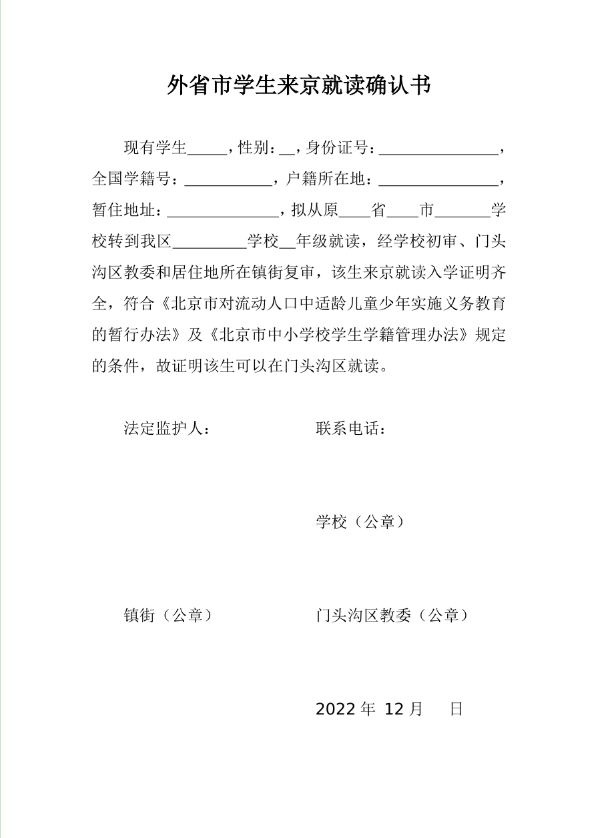 外省市学生来京就读确认书
现有学生_____，性别：__，身份证号：_______________，
全国学籍号：___________，户籍所在地：_______________，
暂住地址：______________，拟从原____省____市_______学
校转到我区_________学校__年级就读，经学校初审、门头
沟区教委和居住地所在镇街复审，该生来京就读入学证明齐
全，符合《北京市对流动人口中适龄儿童少年实施义务教育
的暂行办法》及《北京市中小学校学生学籍管理办法》规定
的条件，故证明该生可以在门头沟区就读。
法定监护人： 联系电话：
学校（公章）
镇街（公章） 门头沟区教委（公章）
2022 年 12 月 日